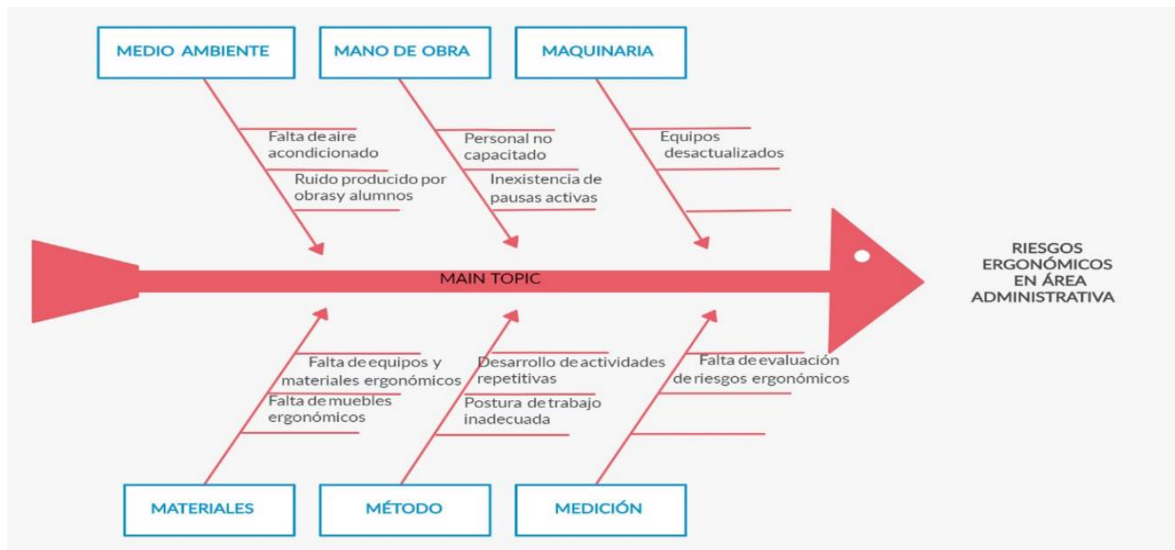 MEDIO AMBIENTE
MANO DE OBRA
MAQUINARIA
Falta de aire
acondicionado
Ruido producido por
obrasy alumnos
Personal no
capacitado
Inexistencia de
pausas activas
Equipos
desactualizados
MAIN TOPIC
RIESGOS
ERGONÓMICOS
EN ÁREA
ADMINISTRATIVA
Falta de equipos y
materiales ergonómicos
Falta de muebles
ergonómicos
Desarrollo de actividades
repetitivas
Postura de trabajo
inadecuada
Falta de evaluación
de riesgos ergonómicos
MATERIALES
MÉTODO
MEDICIÓN